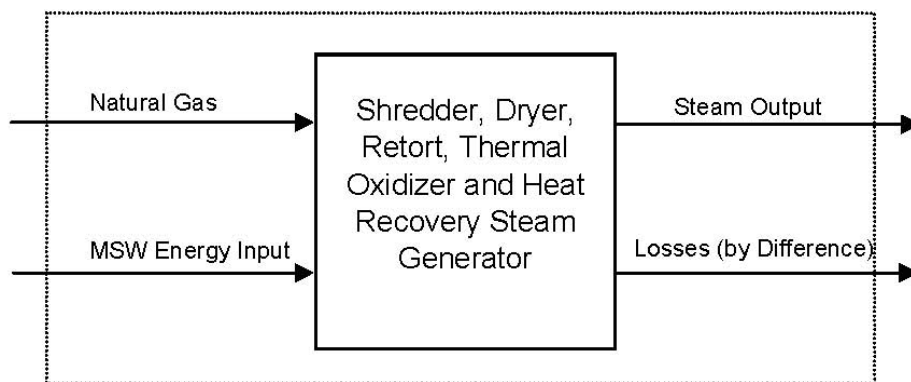 Natural Gas
MSW Energy Input
Shredder, Dryer,
Retort, Thermal
Oxidizer and Heat
Recovery Steam
Generator
Steam Output
Losses (by Difference)